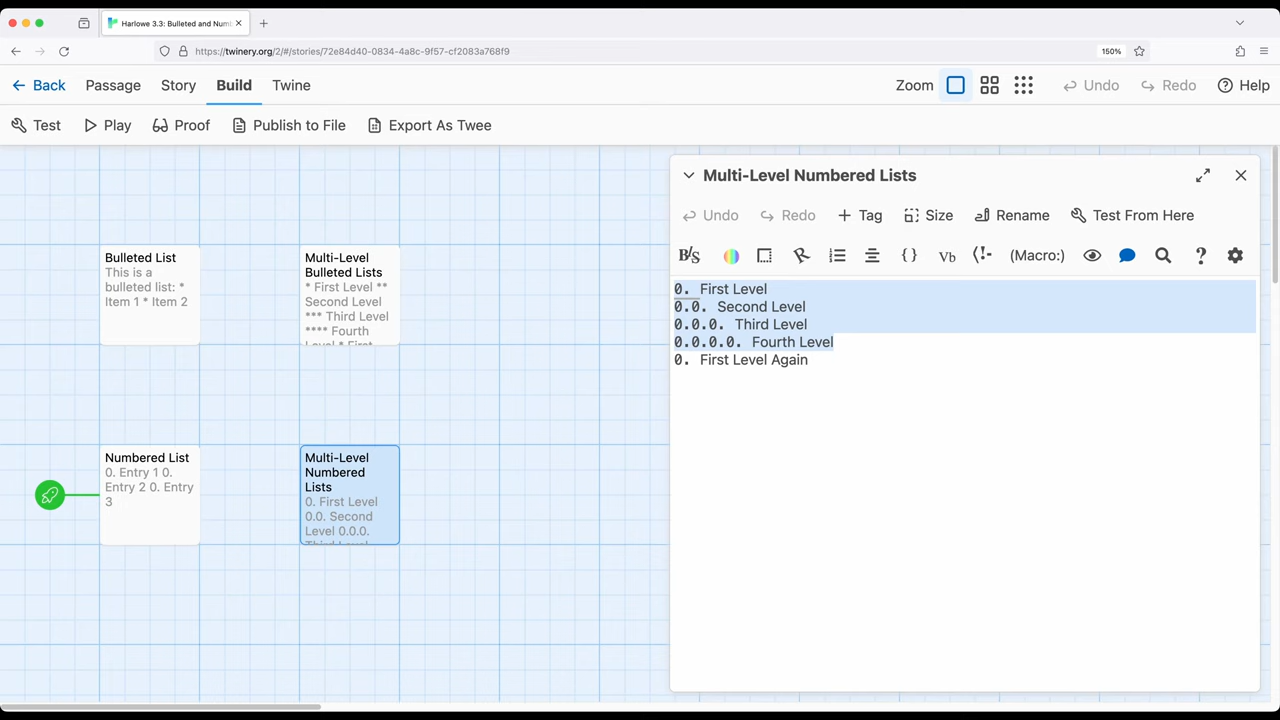 Harlowe 3.3: Bulleted and Num
https://twinery.org/2/#/stories/72e84d40-0834-4a8c-9f57-cf2083a768f9
150%
Back
Passage
Story
Build
Twine
Zoom
Undo
Redo
Help
Test
Play
Proof
Publish to File
Export As Twee
Multi-Level Numbered Lists
Undo
Redo
Tag
Size
Rename
Test From Here
B/S
{}
Vb
(Macro:)
0. First Level
0.0. Second Level
0.0.0. Third Level
0.0.0.0. Fourth Level
0. First Level Again
Bulleted List
This is a
bulleted list: *
Item 1 * Item 2
Multi-Level
Bulleted Lists
* First Level **
Second Level
*** Third Level
**** Fourth
Level * First
Numbered List
0. Entry 1 0.
Entry 2 0. Entry
3
Multi-Level
Numbered
Lists
0. First Level
0.0. Second
Level 0.0.0.
Third Level